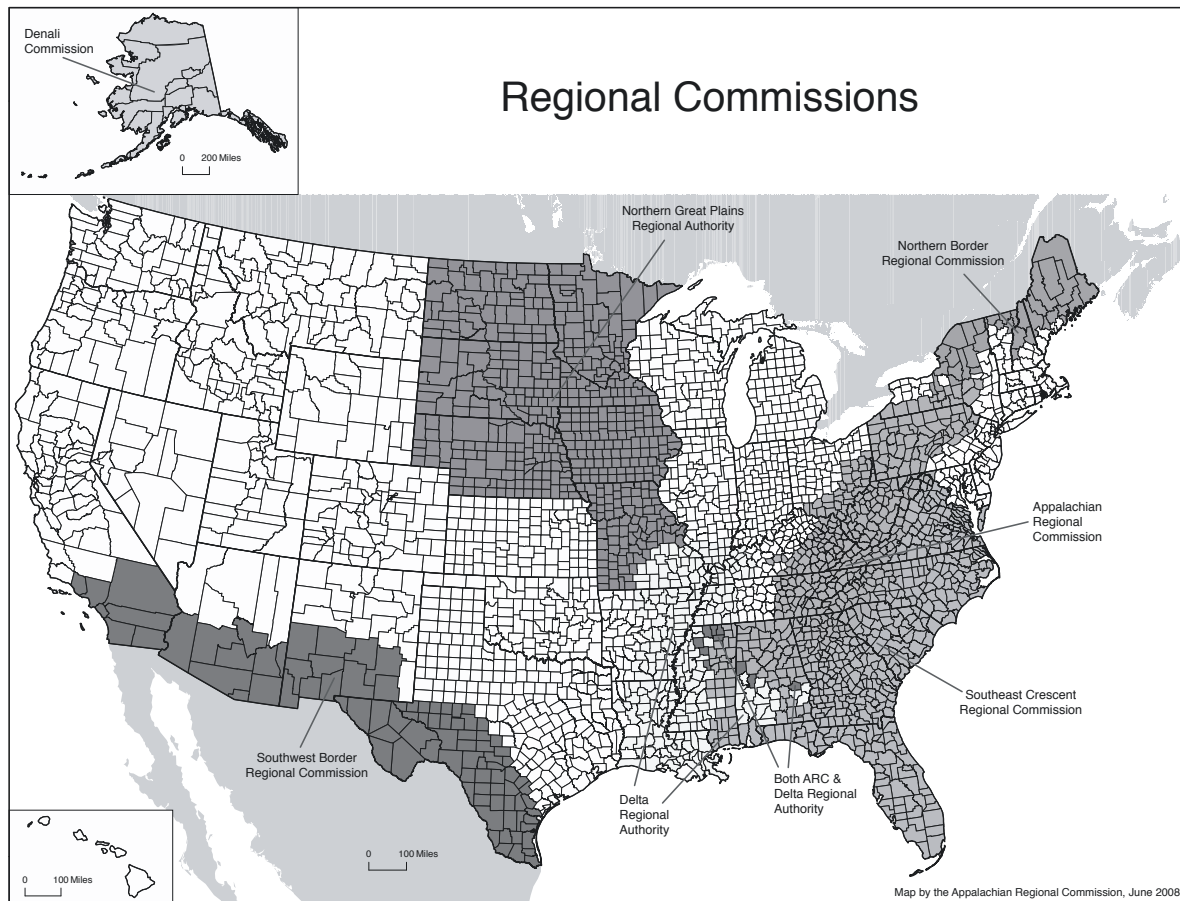 Denali
Commission
0 200 Miles
Regional Commissions
Northern Great Plains
Regional Authority
Northern Border
Regional Commission
Appalachian
Regional
Commission
Southeast Crescent
Regional Commission
Southwest Border
Regional Commission
Both ARC &
Delta Regional
Authority
Delta
Regional
Authority
0 100 Miles
0 100 Miles
Map by the Appalachian Regional Commission, June 2008